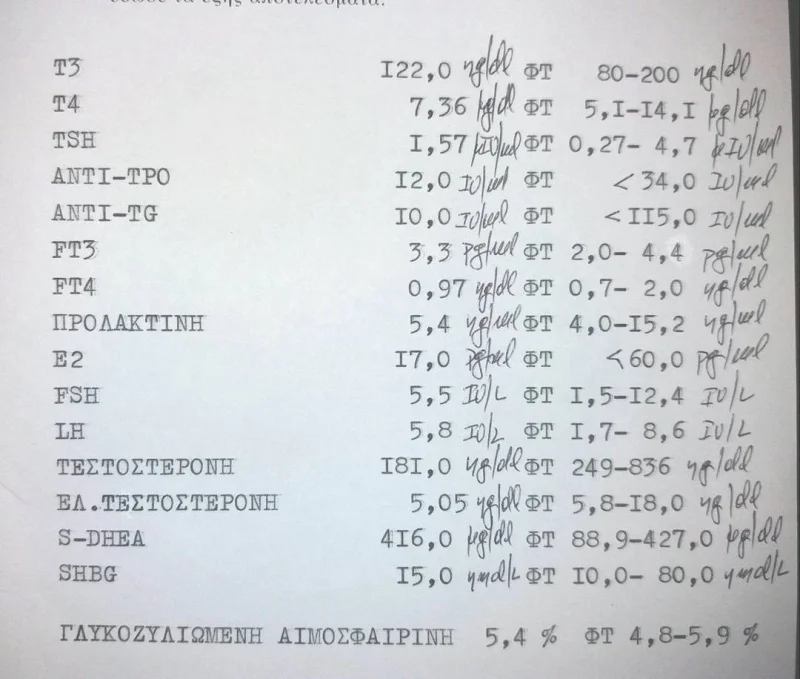 έδωσε τα εξής αποτελέσματα:
T3 I22,0 ng/dl ΦΤ 80-200 ng/dl
T4 7,36 μg/dl ΦΤ 5,I-I4,I μg/dl
TSH I,57 μIU/ml ΦΤ 0,27- 4,7 μIU/ml
ANTI-TPO I2,0 IU/ml ΦΤ < 34,0 IU/ml
ANTI-TG I0,0 IU/ml ΦΤ <II5,0 IU/ml
FT3 3,3 pg/ml ΦΤ 2,0- 4,4 pg/ml
FT4 0,97 ng/dl ΦΤ 0,7- 2,0 ng/dl
ΠΡΟΛΑΚΤΙΝΗ 5,4 ng/ml ΦΤ 4,0-I5,2 ng/ml
E2 I7,0 pg/ml ΦΤ <60,0 pg/ml
FSH 5,5 IU/L ΦΤ I,5-I2,4 IU/L
LH 5,8 IU/L ΦΤ I,7- 8,6 IU/L
ΤΕΣΤΟΣΤΕΡΟΝΗ I8I,0 ng/dl ΦΤ 249-836 ng/dl
ΕΛ.ΤΕΣΤΟΣΤΕΡΟΝΗ 5,05 ng/dl ΦΤ 5,8-I8,0 ng/dl
S-DHEA 4I6,0 μg/dl ΦΤ 88,9-427,0 μg/dl
SHBG I5,0 nmol/L ΦΤ I0,0- 80,0 nmol/L
ΓΛΥΚΟΖΥΛΙΩΜΕΝΗ ΑΙΜΟΣΦΑΙΡΙΝΗ 5,4 % ΦΤ 4,8-5,9 %